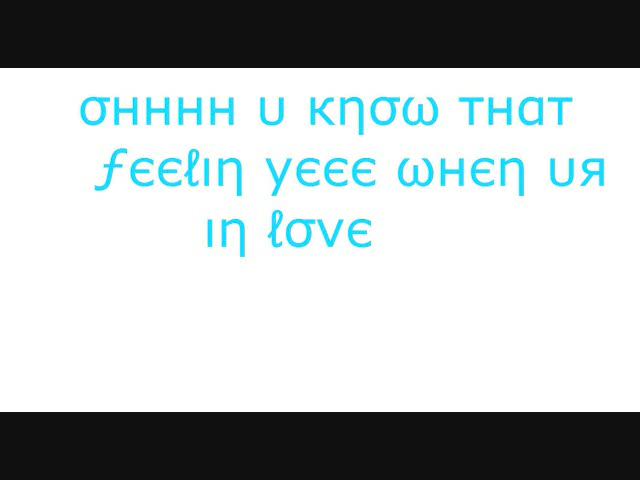 σнннн υ кησω тнαт
ƒєєℓιη уєєє ωнєη υя
ιη ℓσνє